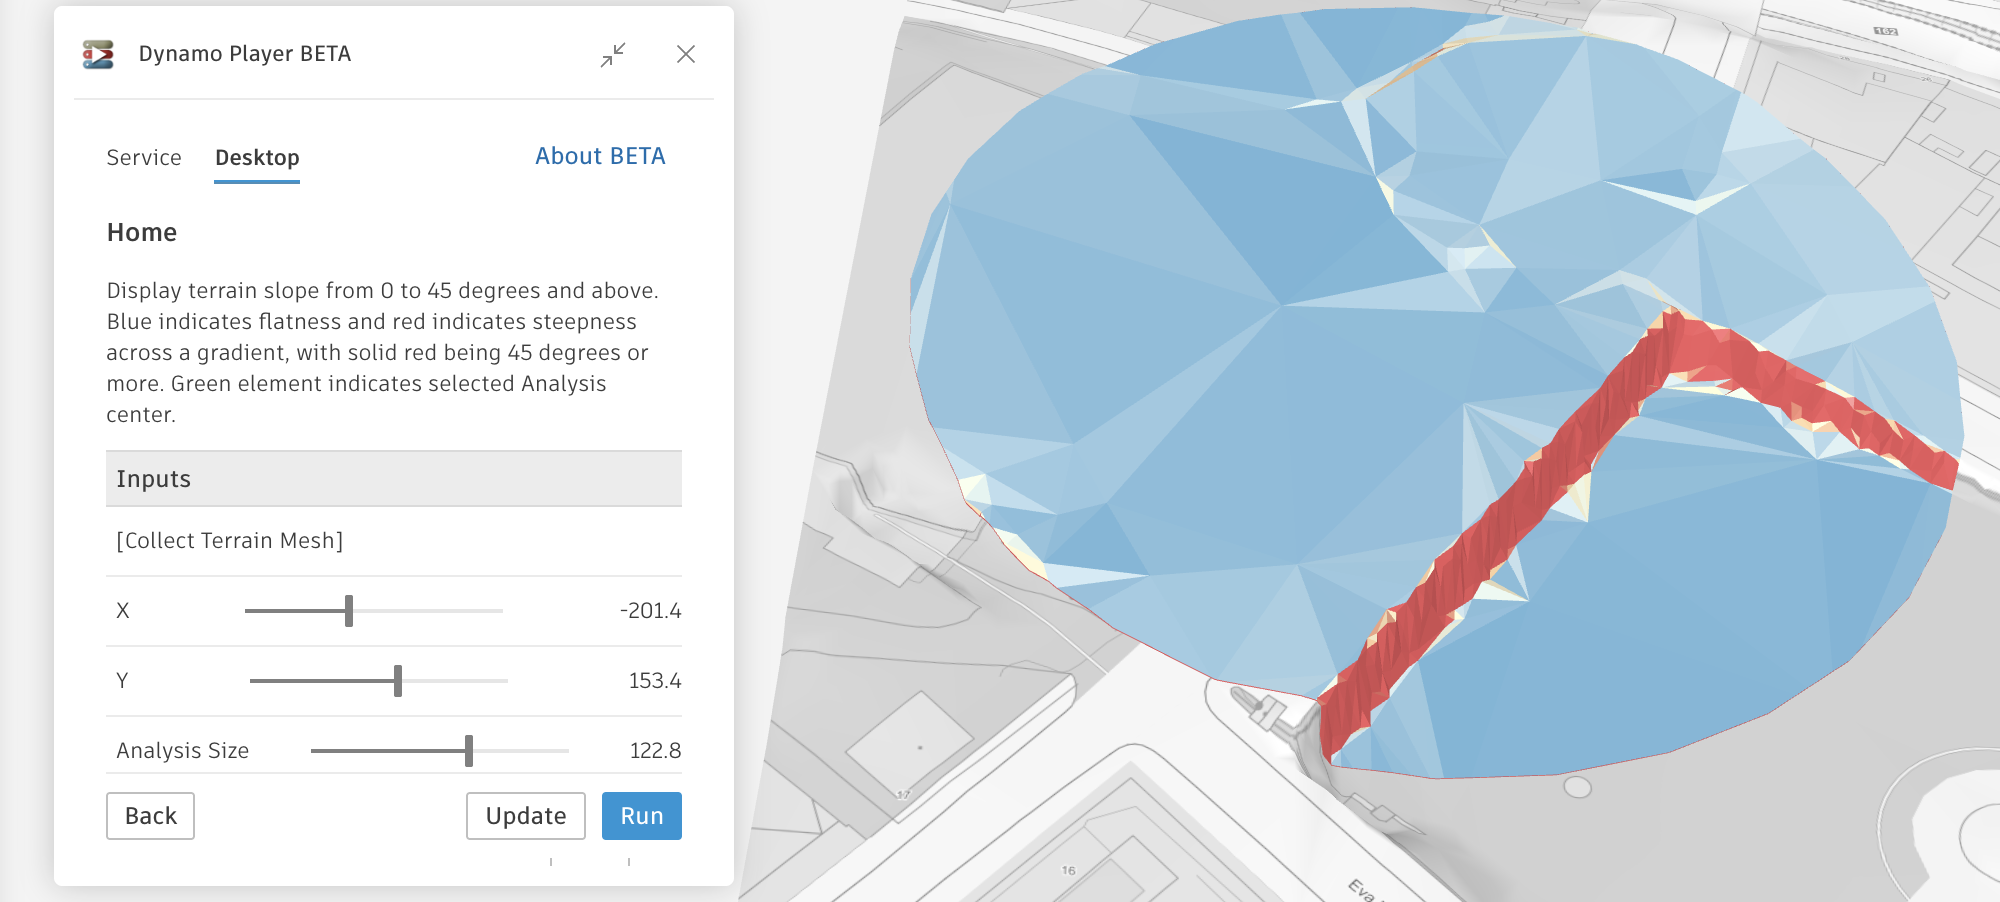 Dynamo Player BETA
Service
Desktop
About BETA
Home
Display terrain slope from 0 to 45 degrees and above.
Blue indicates flatness and red indicates steepness
across a gradient, with solid red being 45 degrees or
more. Green element indicates selected Analysis
center.
Inputs
[Collect Terrain Mesh]
X
-201.4
Y
153.4
Analysis Size
122.8
Back
Update
Run
162
17
16
Eva